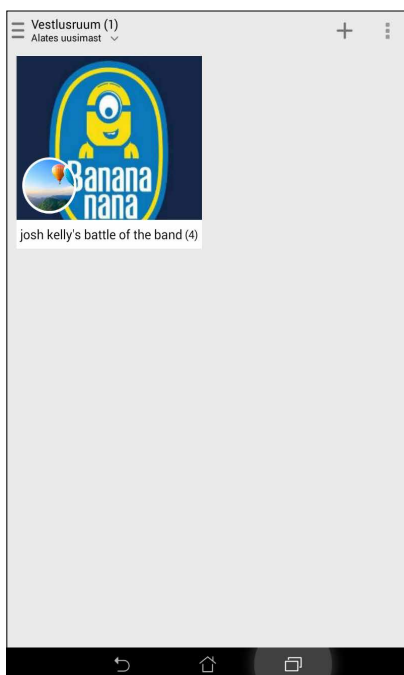 Vestlusruum (1)
Alates uusimast
Banana
nana
josh kelly's battle of the band (4)